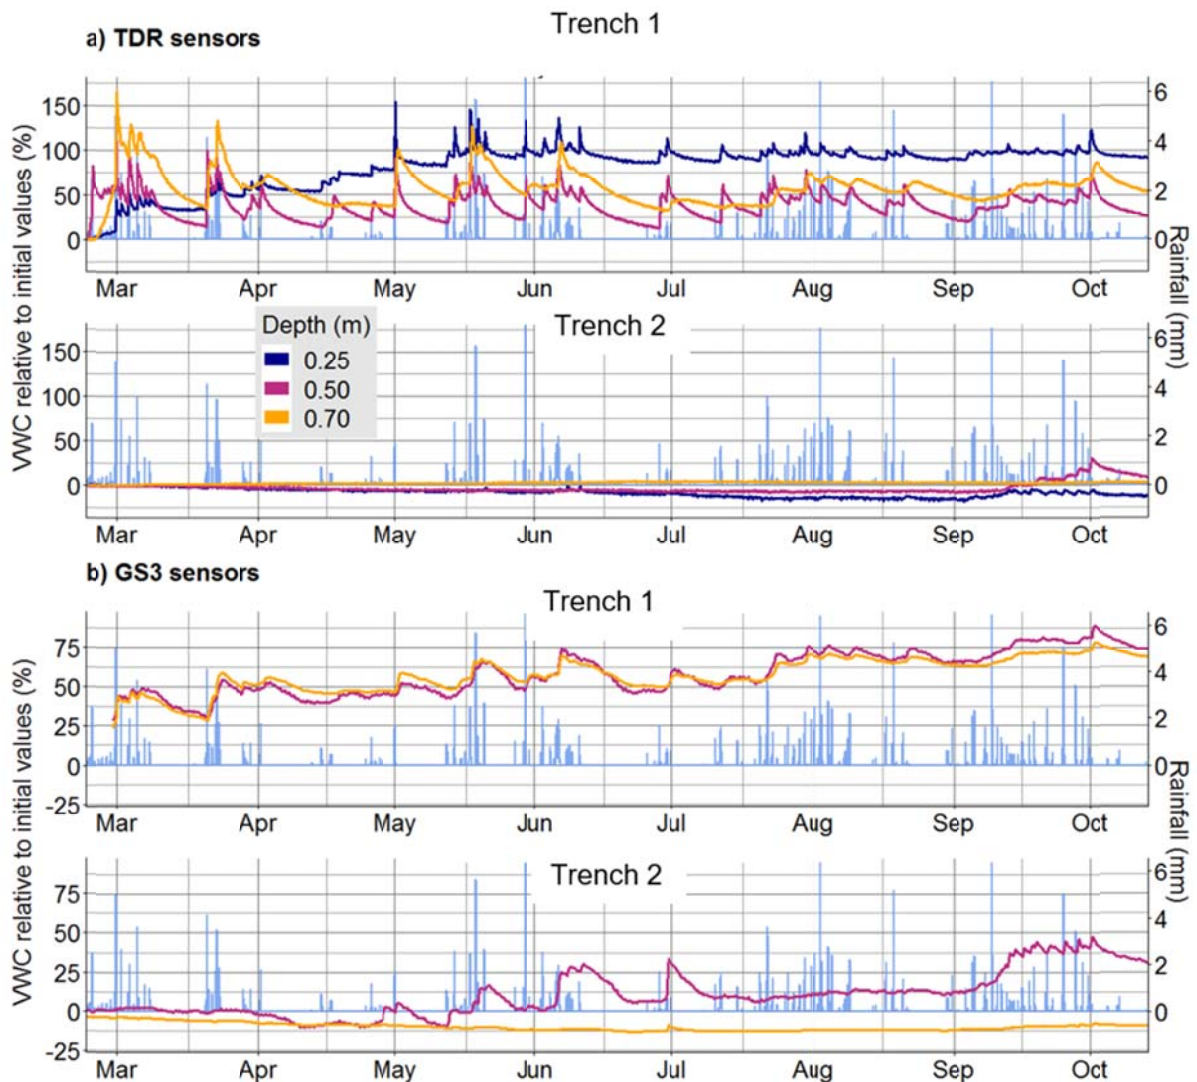 Trench 1
a) TDR sensors
VWC relative to initial values (%)
150
100
50
0
6
4
2
0
Rainfall (mm)
Mar Apr May Jun Jul Aug Sep Oct
Trench 2
Depth (m)
0.25
0.50
0.70
150
100
50
0
6
4
2
0
Mar Apr May Jun Jul Aug Sep Oct
b) GS3 sensors
Trench 1
VWC relative to initial values (%)
75
50
25
0
-25
6
4
2
0
Rainfall (mm)
Mar Apr May Jun Jul Aug Sep Oct
Trench 2
75
50
25
0
-25
6
4
2
0
Mar Apr May Jun Jul Aug Sep Oct